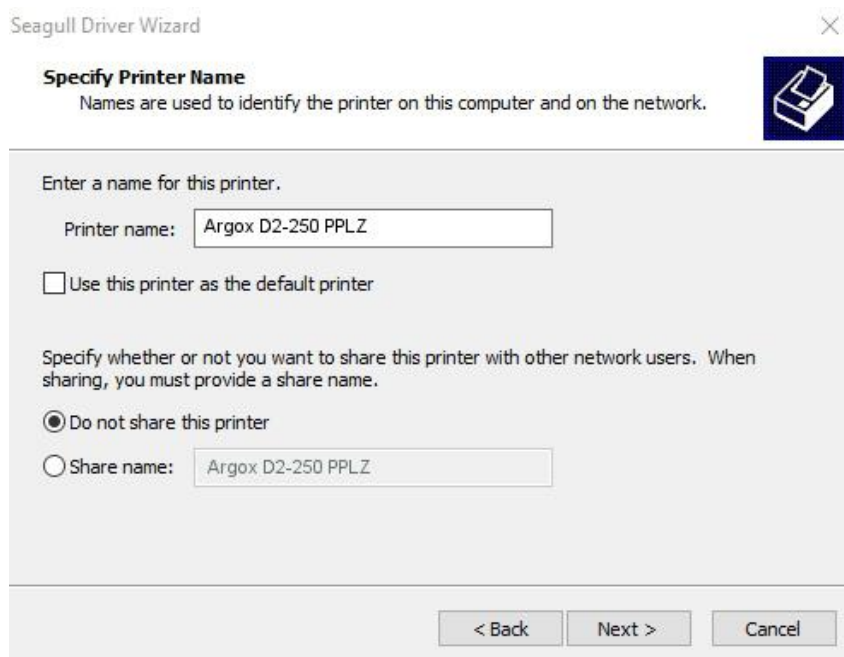 Seagull Driver Wizard
Specify Printer Name
Names are used to identify the printer on this computer and on the network.
Enter a name for this printer.
Printer name: Argox D2-250 PPLZ
Use this printer as the default printer
Specify whether or not you want to share this printer with other network users. When
sharing, you must provide a share name.
Do not share this printer
Share name: Argox D2-250 PPLZ
< Back Next > Cancel